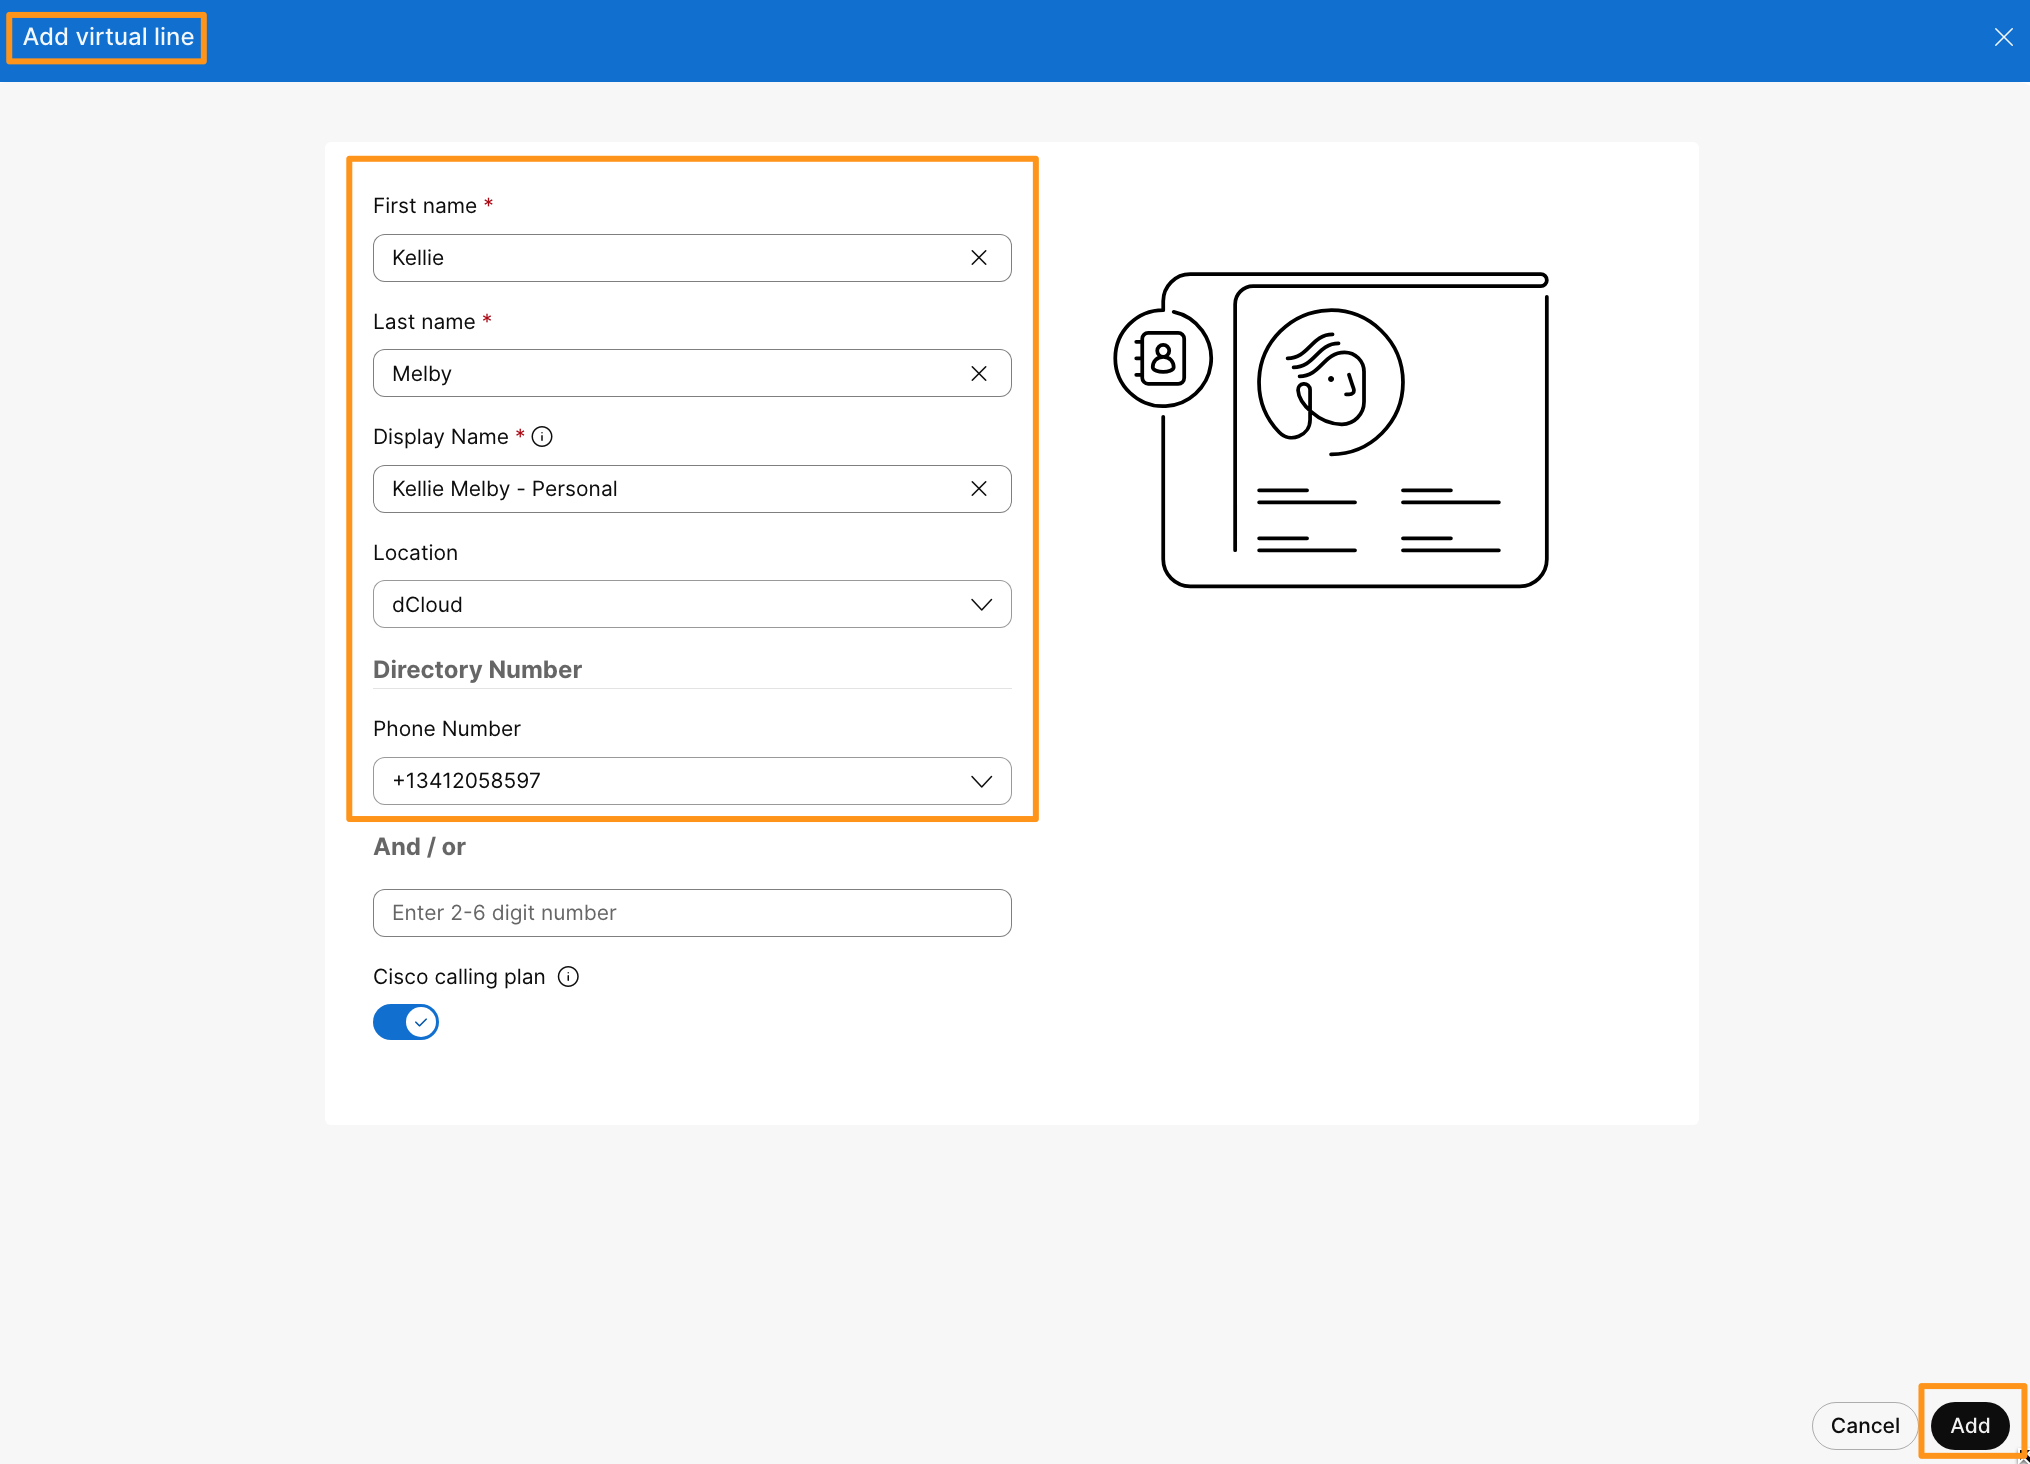 Add virtual line
First name *
Kellie
Last name *
Melby
Display Name *
Kellie Melby - Personal
Location
dCloud
Directory Number
Phone Number
+13412058597
And / or
Enter 2-6 digit number
Cisco calling plan
Cancel
Add